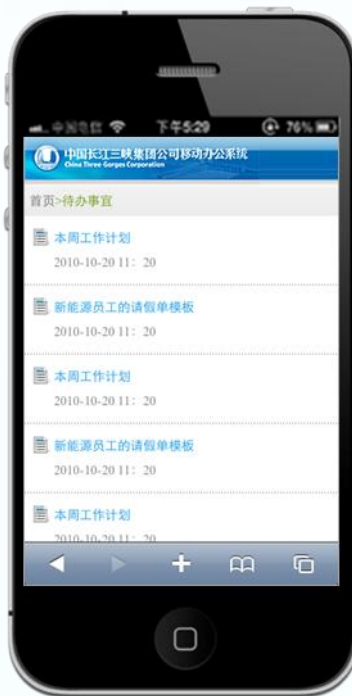 中国电信 下午5:29 76%
中国长江三峡集团公司移动办公系统
China Three Gorges Corporation
首页>待办事宜
本周工作计划
2010-10-20 11：20
新能源员工的请假单模板
2010-10-20 11：20
本周工作计划
2010-10-20 11：20
新能源员工的请假单模板
2010-10-20 11：20
本周工作计划
2010-10-20 11：20